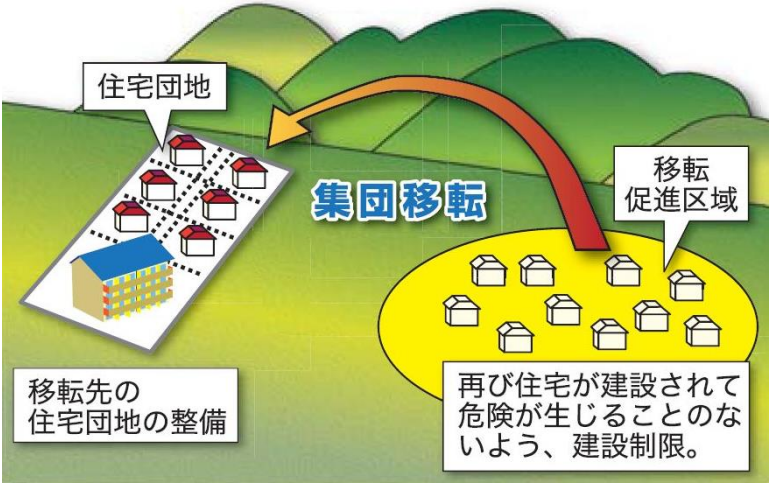 住宅団地
集団移転
移転
促進区域
移転先の
住宅団地の整備
再び住宅が建設されて
危険が生じることのな
いよう、建設制限。